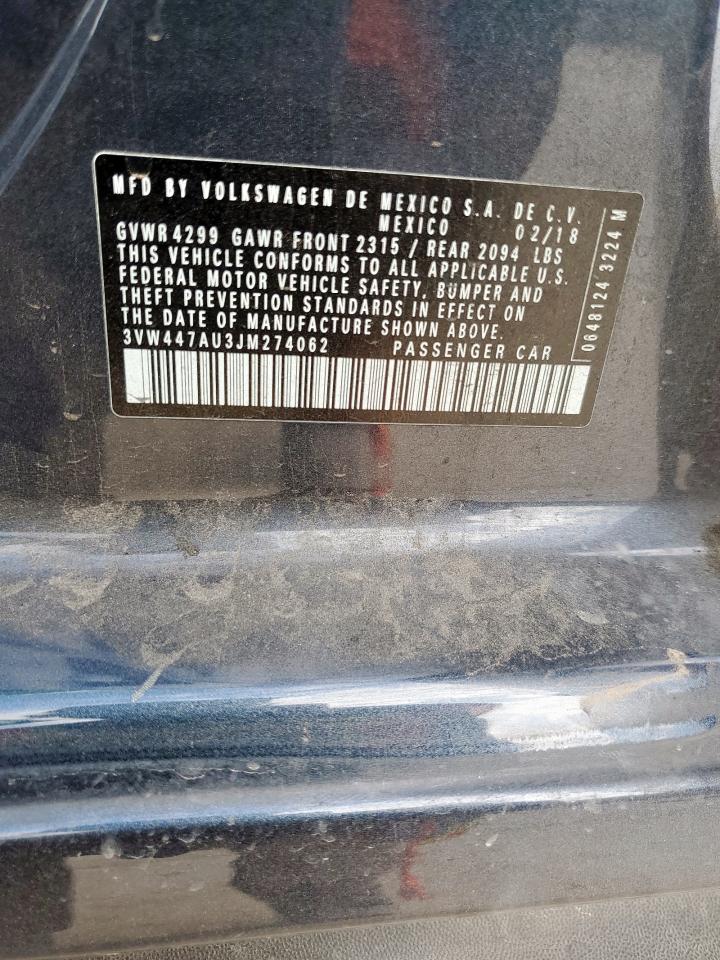 MFD BY VOLKSWAGEN DE MEXICO S.A. DE C.V.
MEXICO 02/18
GVWR 4299 GAWR FRONT 2315 / REAR 2094 LBS
THIS VEHICLE CONFORMS TO ALL APPLICABLE U.S.
FEDERAL MOTOR VEHICLE SAFETY, BUMPER AND
THEFT PREVENTION STANDARDS IN EFFECT ON
THE DATE OF MANUFACTURE SHOWN ABOVE.
3VW447AU3JM274062 PASSENGER CAR
0648124 3224 M